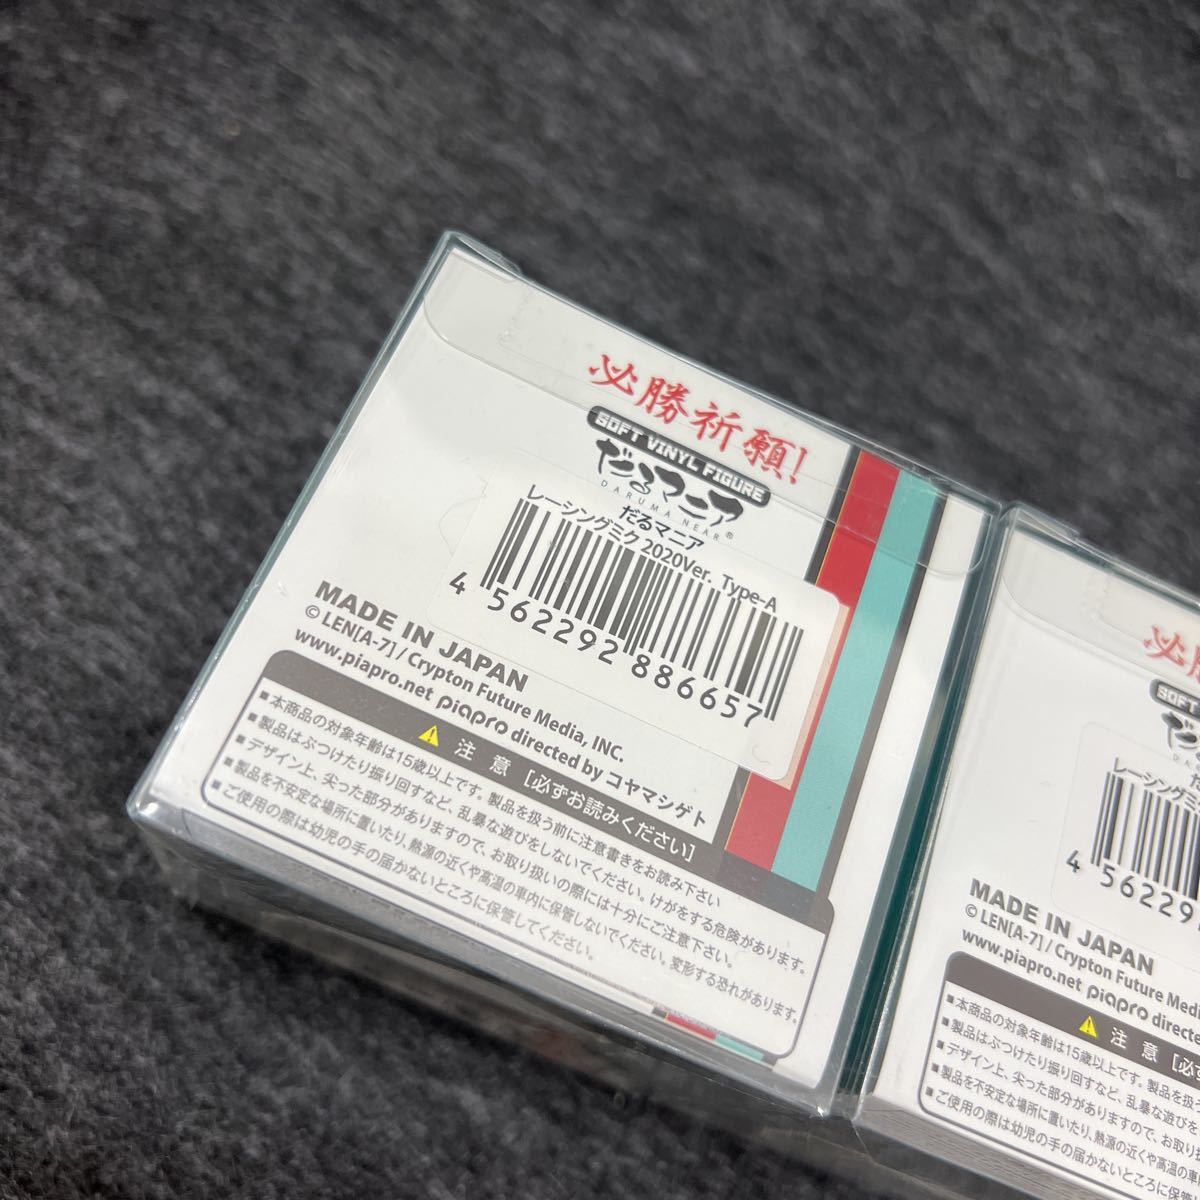 必勝祈願!
SOFT VINYL FIGURE
だるマニア
DARUMA NEAR®
だるマニア
レーシングミク2020Ver. Type-A
4 562292 886657
MADE IN JAPAN
© LEN[A-7] / Crypton Future Media, INC.
www.piapro.net piapro directed by コヤマシゲト
注 意 [必ずお読みください]
■本商品の対象年齢は15歳以上です。製品を扱う前に注意書きをお読み下さい
■製品はぶつけたり振り回すなど、乱暴な遊びをしないでください。けがをする危険があります。
■デザイン上、尖った部分がありますので、お取り扱いの際には十分にご注意下さい。
■製品を不安定な場所に置いたり、熱源の近くや高温の車内に保管しないでください。変形する恐れがあります。
■ご使用の際は幼児の手の届かないところに保管してください。
必
SOFT
レーシングミ
4 56229
MADE IN JAPAN
© LEN[A-7] / Crypton Future Media
www.piapro.net piapro directe
注 意 [必ず
■本商品の対象年齢は15歳以上です。製品を扱
■製品はぶつけたり振り回すなど、乱暴な遊びを
■デザイン上、尖った部分がありますので、お取り扱
■製品を不安定な場所に置いたり、熱源の近くや高温の車
■ご使用の際は幼児の手の届かないところに保管